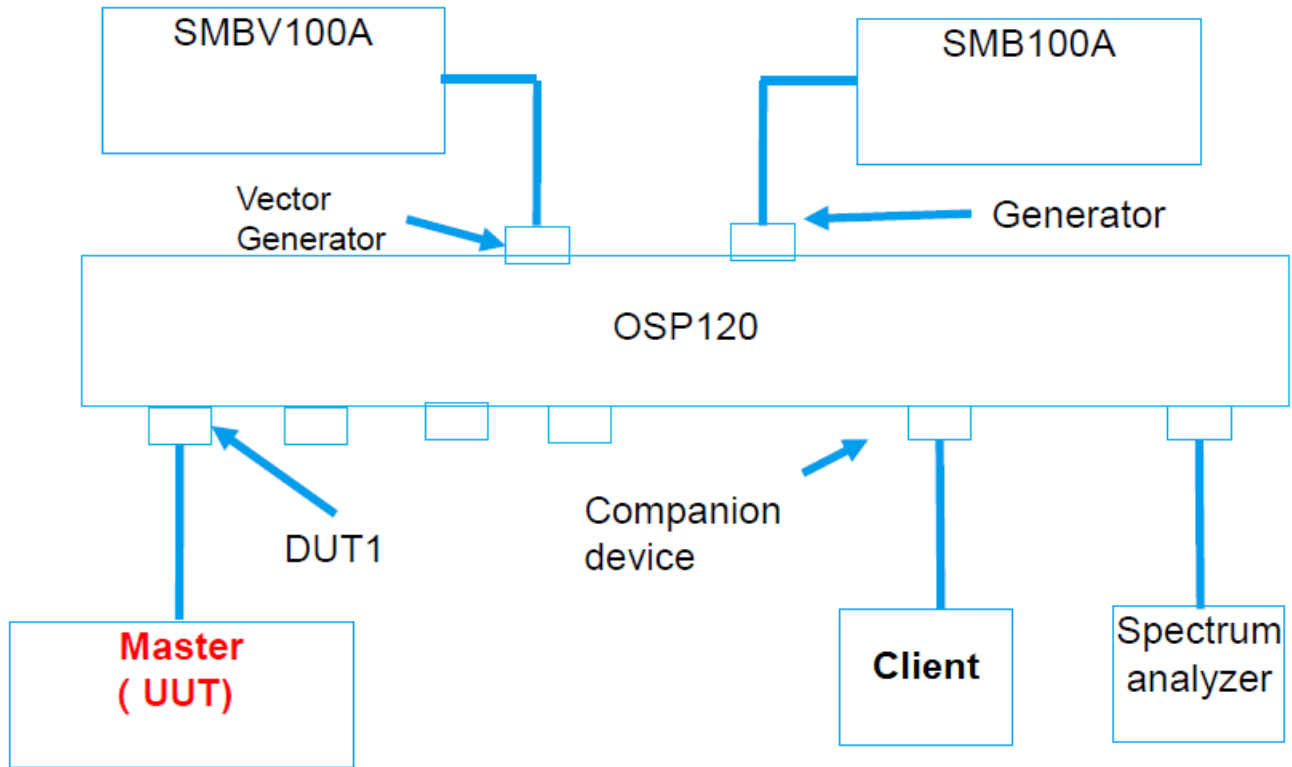 SMBV100A
SMB100A
Vector
Generator
Generator
OSP120
DUT1
Companion
device
Master
( UUT)
Client
Spectrum
analyzer